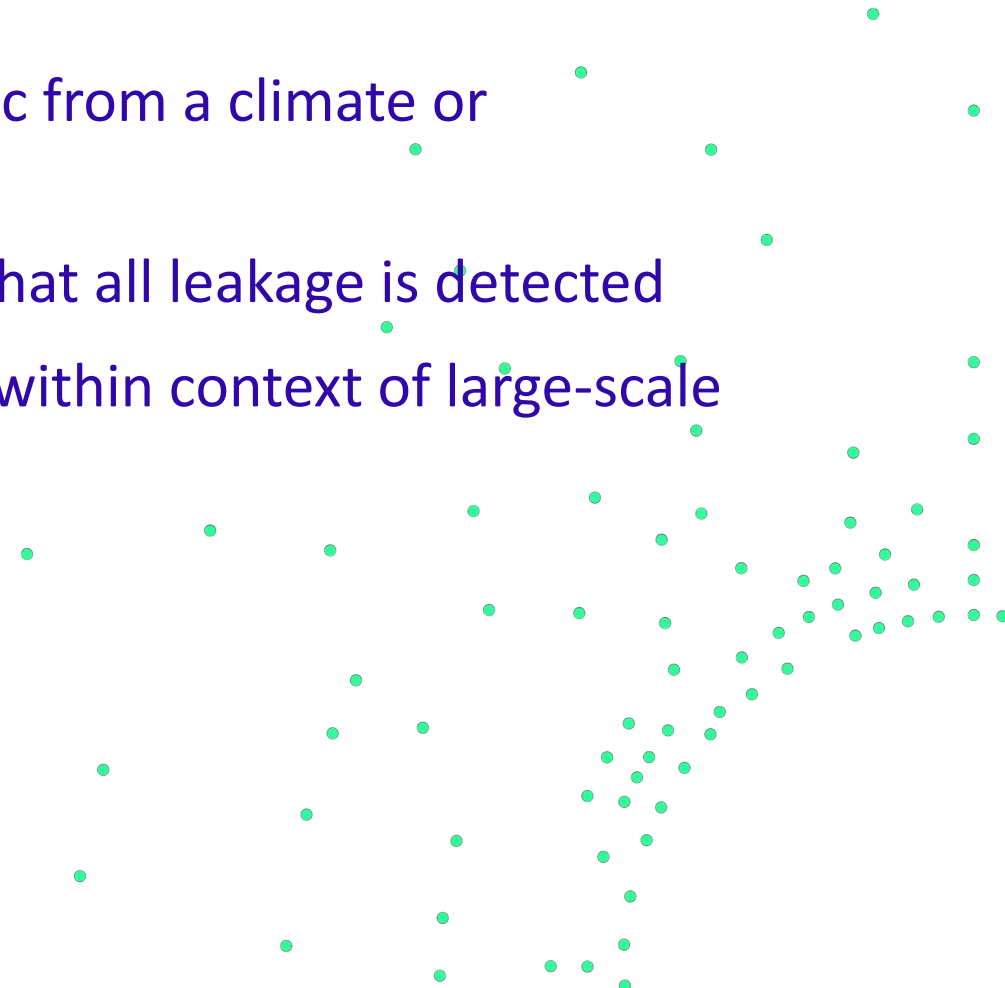 c from a climate or
hat all leakage is detected
within context of large-scale